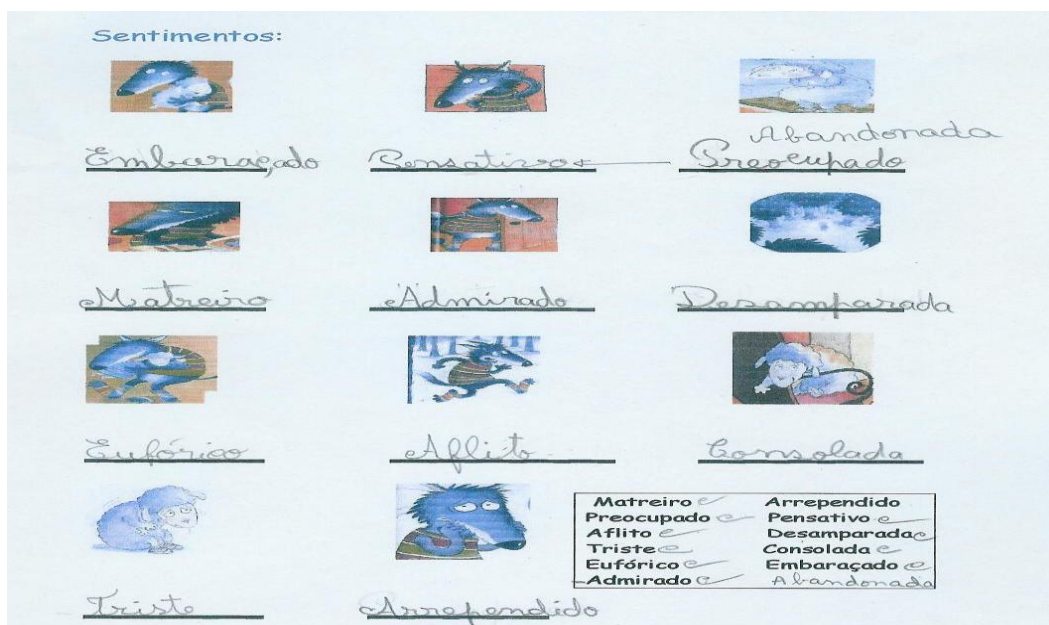 Sentimentos:
Abandonada
Embaraçado Pensativo Preocupado
Matreiro Admirado Desamparada
Eufórico Aflito Consolada
Matreiro Arrependido
Preocupado Pensativo
Aflito Desamparada
Triste Consolada
Eufórico Embaraçado
Admirado Abandonada
Triste Arrependido